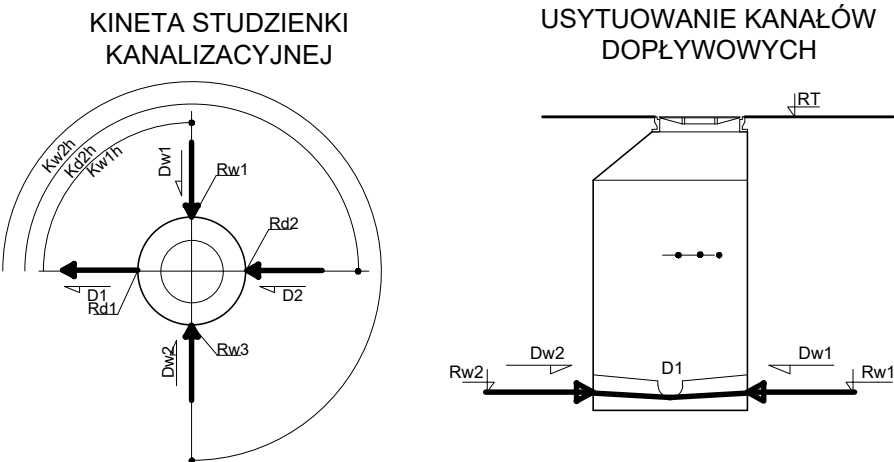 KINETA STUDZIENKI
KANALIZACYJNEJ
Kw2h
Kd2h
Kw1h
Dw1
Rw1
Rd2
D1
Rd1
D2
Dw2
Rw3
USYTUOWANIE KANAŁÓW
DOPŁYWOWYCH
RT
Rw2
Dw2
D1
Dw1
Rw1